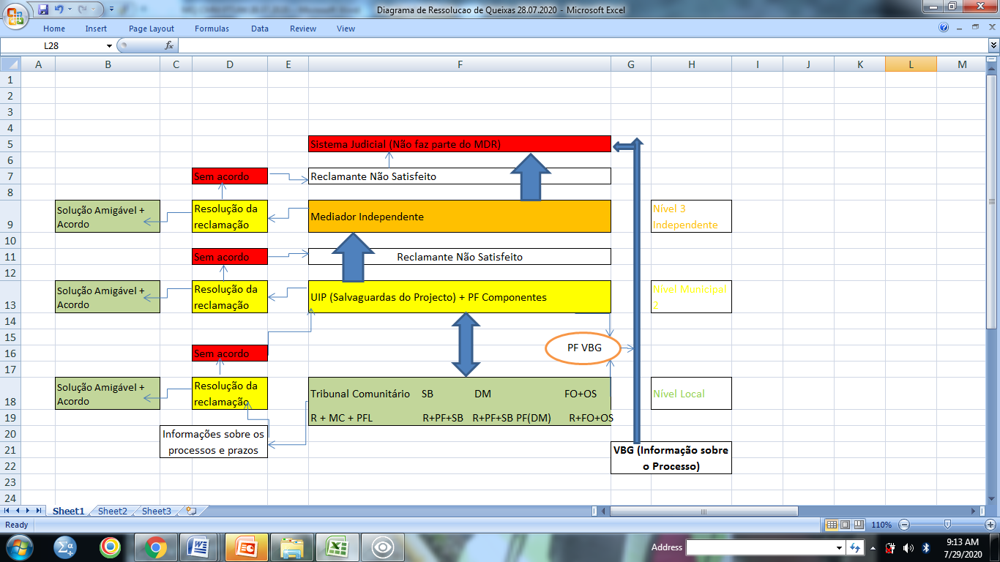 Diagrama de Ressolucao de Queixas 28.07.2020 - Microsoft Excel
Home Insert Page Layout Formulas Data Review View
L28 fx
A B C D E F G H I J K L M
1
2
3
4
5 Sistema Judicial (Não faz parte do MDR)
6
7 Sem acordo Reclamante Não Satisfeito
8
Solução Amigável + Resolução da Nível 3
9 Acordo reclamação Mediador Independente Independente
10
11 Sem acordo Reclamante Não Satisfeito
12
Solução Amigável + Resolução da Nível Municipal
13 Acordo reclamação UIP (Salvaguardas do Projecto) + PF Componentes 2
14
15
16 Sem acordo PF VBG
17
Solução Amigável + Resolução da
18 Acordo reclamação Tribunal Comunitário SB DM FO+OS Nível Local
19 R + MC + PFL R+PF+SB R+PF+SB PF(DM) R+FO+OS
20 Informações sobre os
21 processos e prazos VBG (Informação sobre
22 o Processo)
23
24
Sheet1 Sheet2 Sheet3
Ready 110%
Address 9:13 AM
7/29/2020